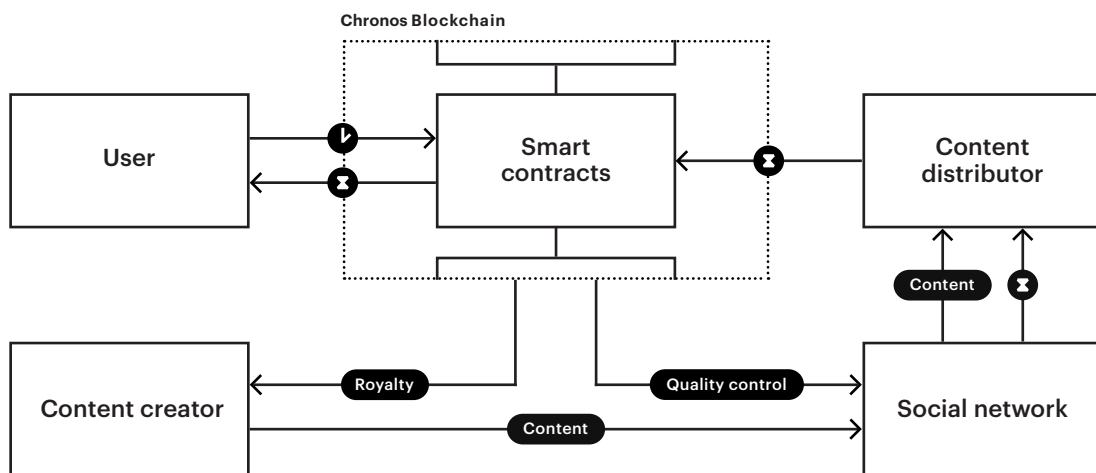 Chronos Blockchain
User
Smart
contracts
Content
distributor
Content
Royalty
Quality control
Content creator
Content
Social network